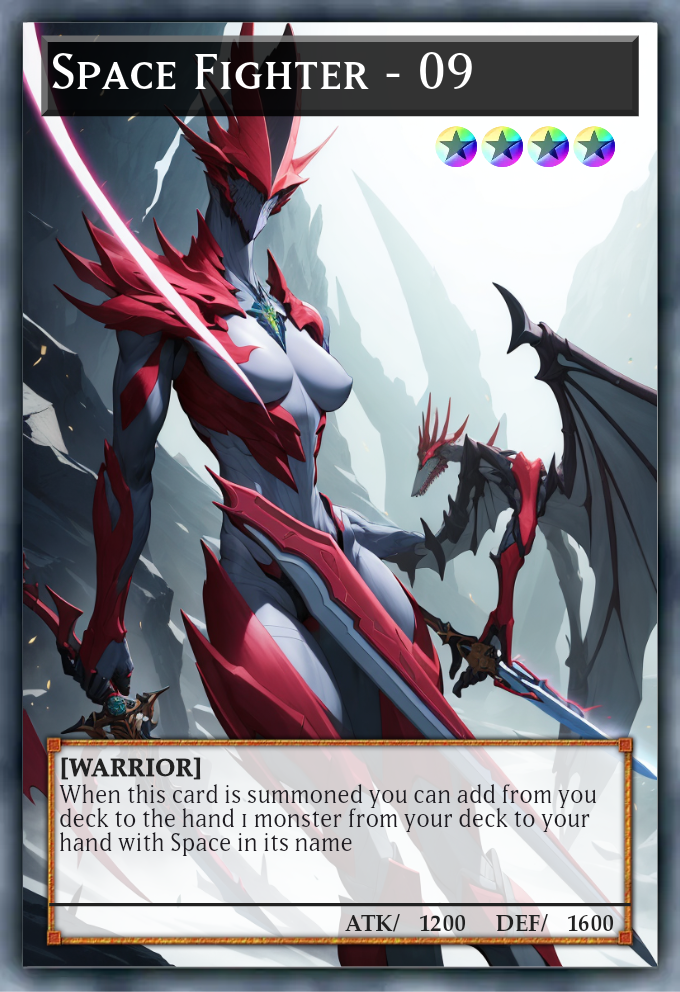 Space Fighter - 09
[WARRIOR]
When this card is summoned you can add from you
deck to the hand 1 monster from your deck to your
hand with Space in its name
ATK/ 1200 DEF/ 1600